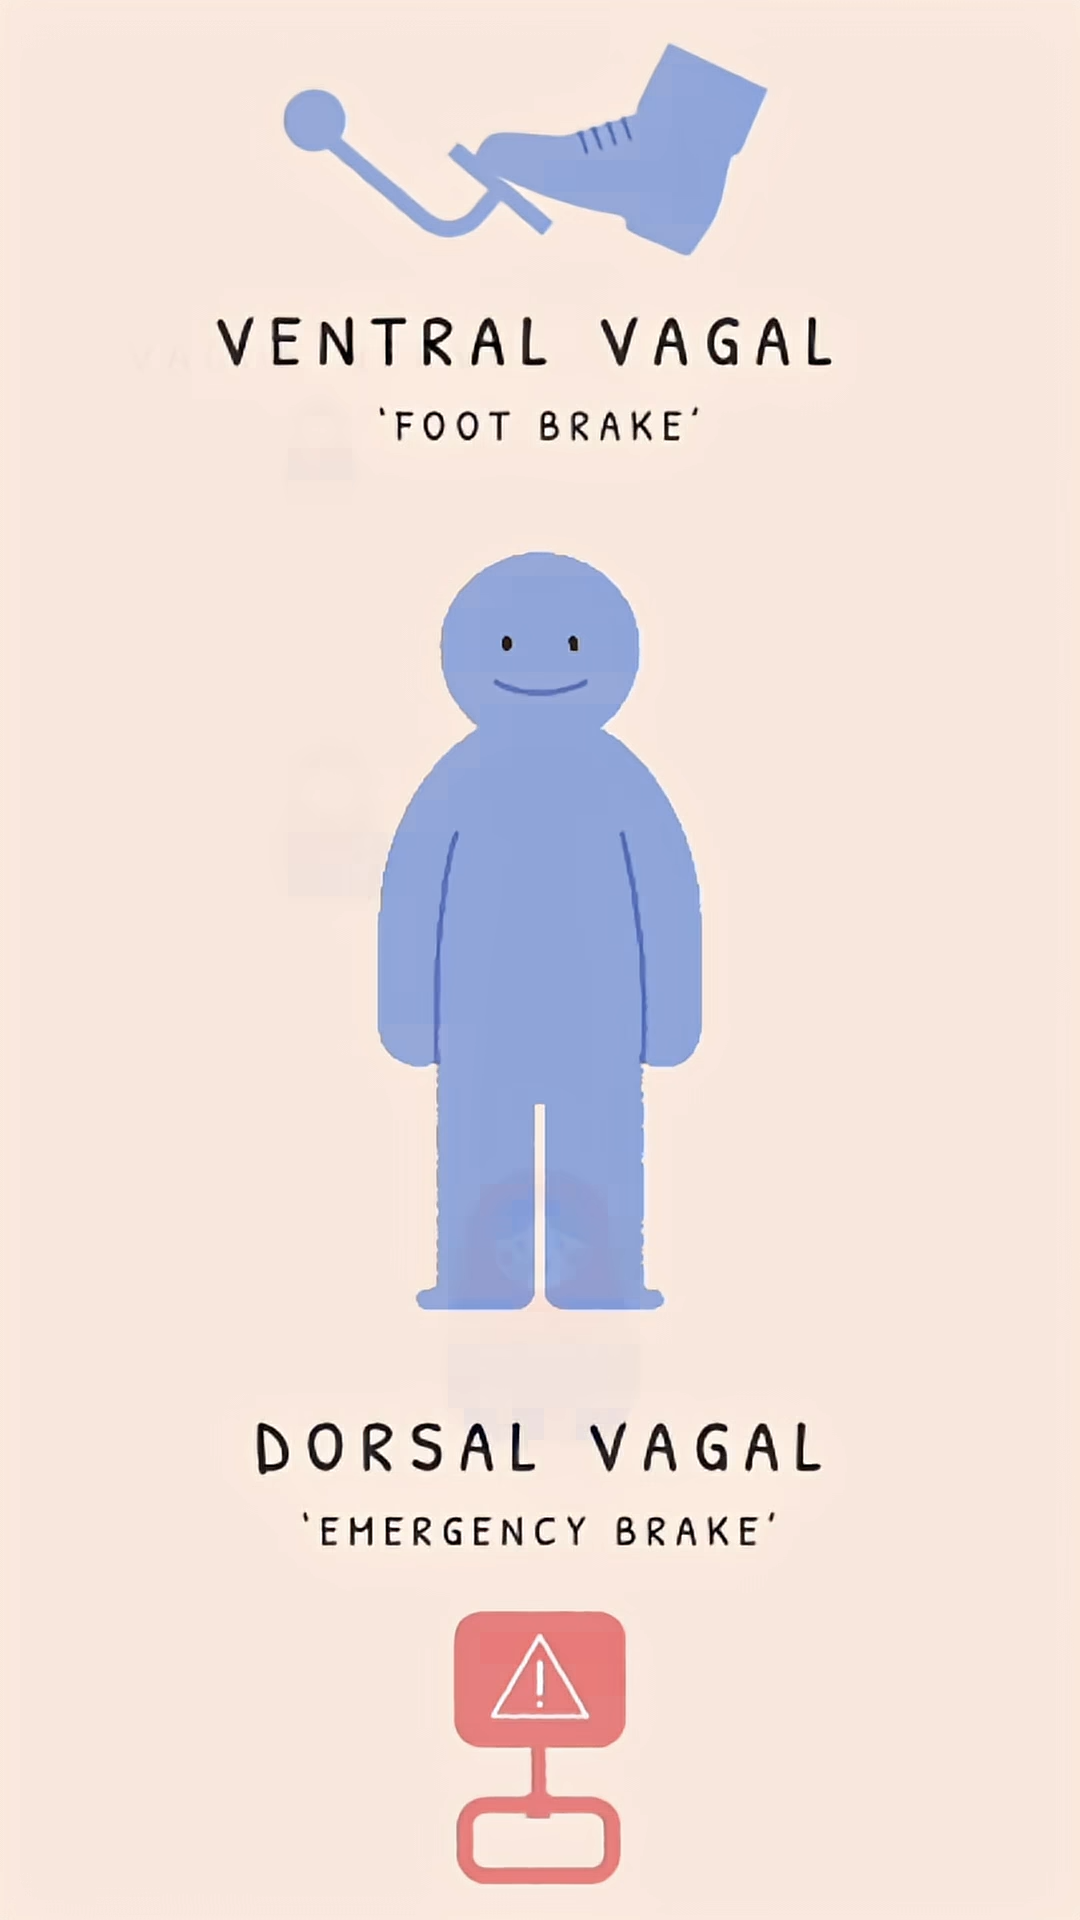 VENTRAL VAGAL
'FOOT BRAKE'
DORSAL VAGAL
'EMERGENCY BRAKE'
!